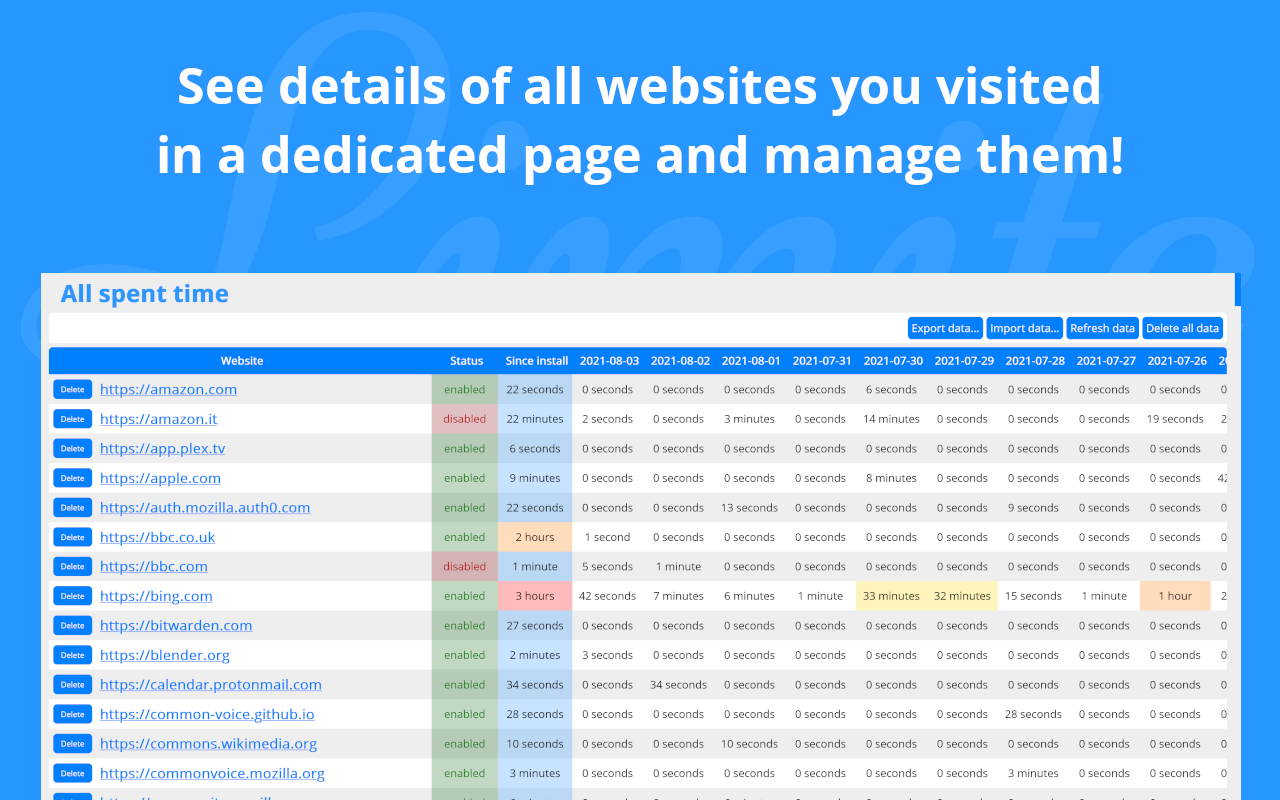 See details of all websites you visited
in a dedicated page and manage them!
All spent time
Export data... Import data... Refresh data Delete all data
Website Status Since install 2021-08-03 2021-08-02 2021-08-01 2021-07-31 2021-07-30 2021-07-29 2021-07-28 2021-07-27 2021-07-26
Delete https://amazon.com enabled 22 seconds 0 seconds 0 seconds 0 seconds 0 seconds 6 seconds 0 seconds 0 seconds 0 seconds 0 seconds 0
Delete https://amazon.it disabled 22 minutes 2 seconds 0 seconds 3 minutes 0 seconds 14 minutes 0 seconds 0 seconds 0 seconds 19 seconds 2
Delete https://app.plex.tv enabled 6 seconds 0 seconds 0 seconds 0 seconds 0 seconds 0 seconds 0 seconds 0 seconds 0 seconds 0 seconds 0
Delete https://apple.com enabled 9 minutes 0 seconds 0 seconds 0 seconds 0 seconds 8 minutes 0 seconds 0 seconds 0 seconds 0 seconds 42
Delete https://auth.mozilla.auth0.com enabled 22 seconds 0 seconds 0 seconds 13 seconds 0 seconds 0 seconds 0 seconds 9 seconds 0 seconds 0 seconds 0
Delete https://bbc.co.uk enabled 2 hours 1 second 0 seconds 0 seconds 0 seconds 0 seconds 0 seconds 0 seconds 0 seconds 0 seconds 0
Delete https://bbc.com disabled 1 minute 5 seconds 1 minute 0 seconds 0 seconds 0 seconds 0 seconds 0 seconds 0 seconds 0 seconds 0
Delete https://bing.com enabled 3 hours 42 seconds 7 minutes 6 minutes 1 minute 33 minutes 32 minutes 15 seconds 1 minute 1 hour 2
Delete https://bitwarden.com enabled 27 seconds 0 seconds 0 seconds 0 seconds 0 seconds 0 seconds 0 seconds 0 seconds 0 seconds 0 seconds 0
Delete https://blender.org enabled 2 minutes 3 seconds 0 seconds 0 seconds 0 seconds 0 seconds 0 seconds 0 seconds 0 seconds 0 seconds 0
Delete https://calendar.protonmail.com enabled 34 seconds 0 seconds 34 seconds 0 seconds 0 seconds 0 seconds 0 seconds 0 seconds 0 seconds 0 seconds 0
Delete https://common-voice.github.io enabled 28 seconds 0 seconds 0 seconds 0 seconds 0 seconds 0 seconds 0 seconds 28 seconds 0 seconds 0 seconds 0
Delete https://commons.wikimedia.org enabled 10 seconds 0 seconds 0 seconds 10 seconds 0 seconds 0 seconds 0 seconds 0 seconds 0 seconds 0 seconds 0
Delete https://commonvoice.mozilla.org enabled 3 minutes 0 seconds 0 seconds 0 seconds 0 seconds 0 seconds 0 seconds 3 minutes 0 seconds 0 seconds 0